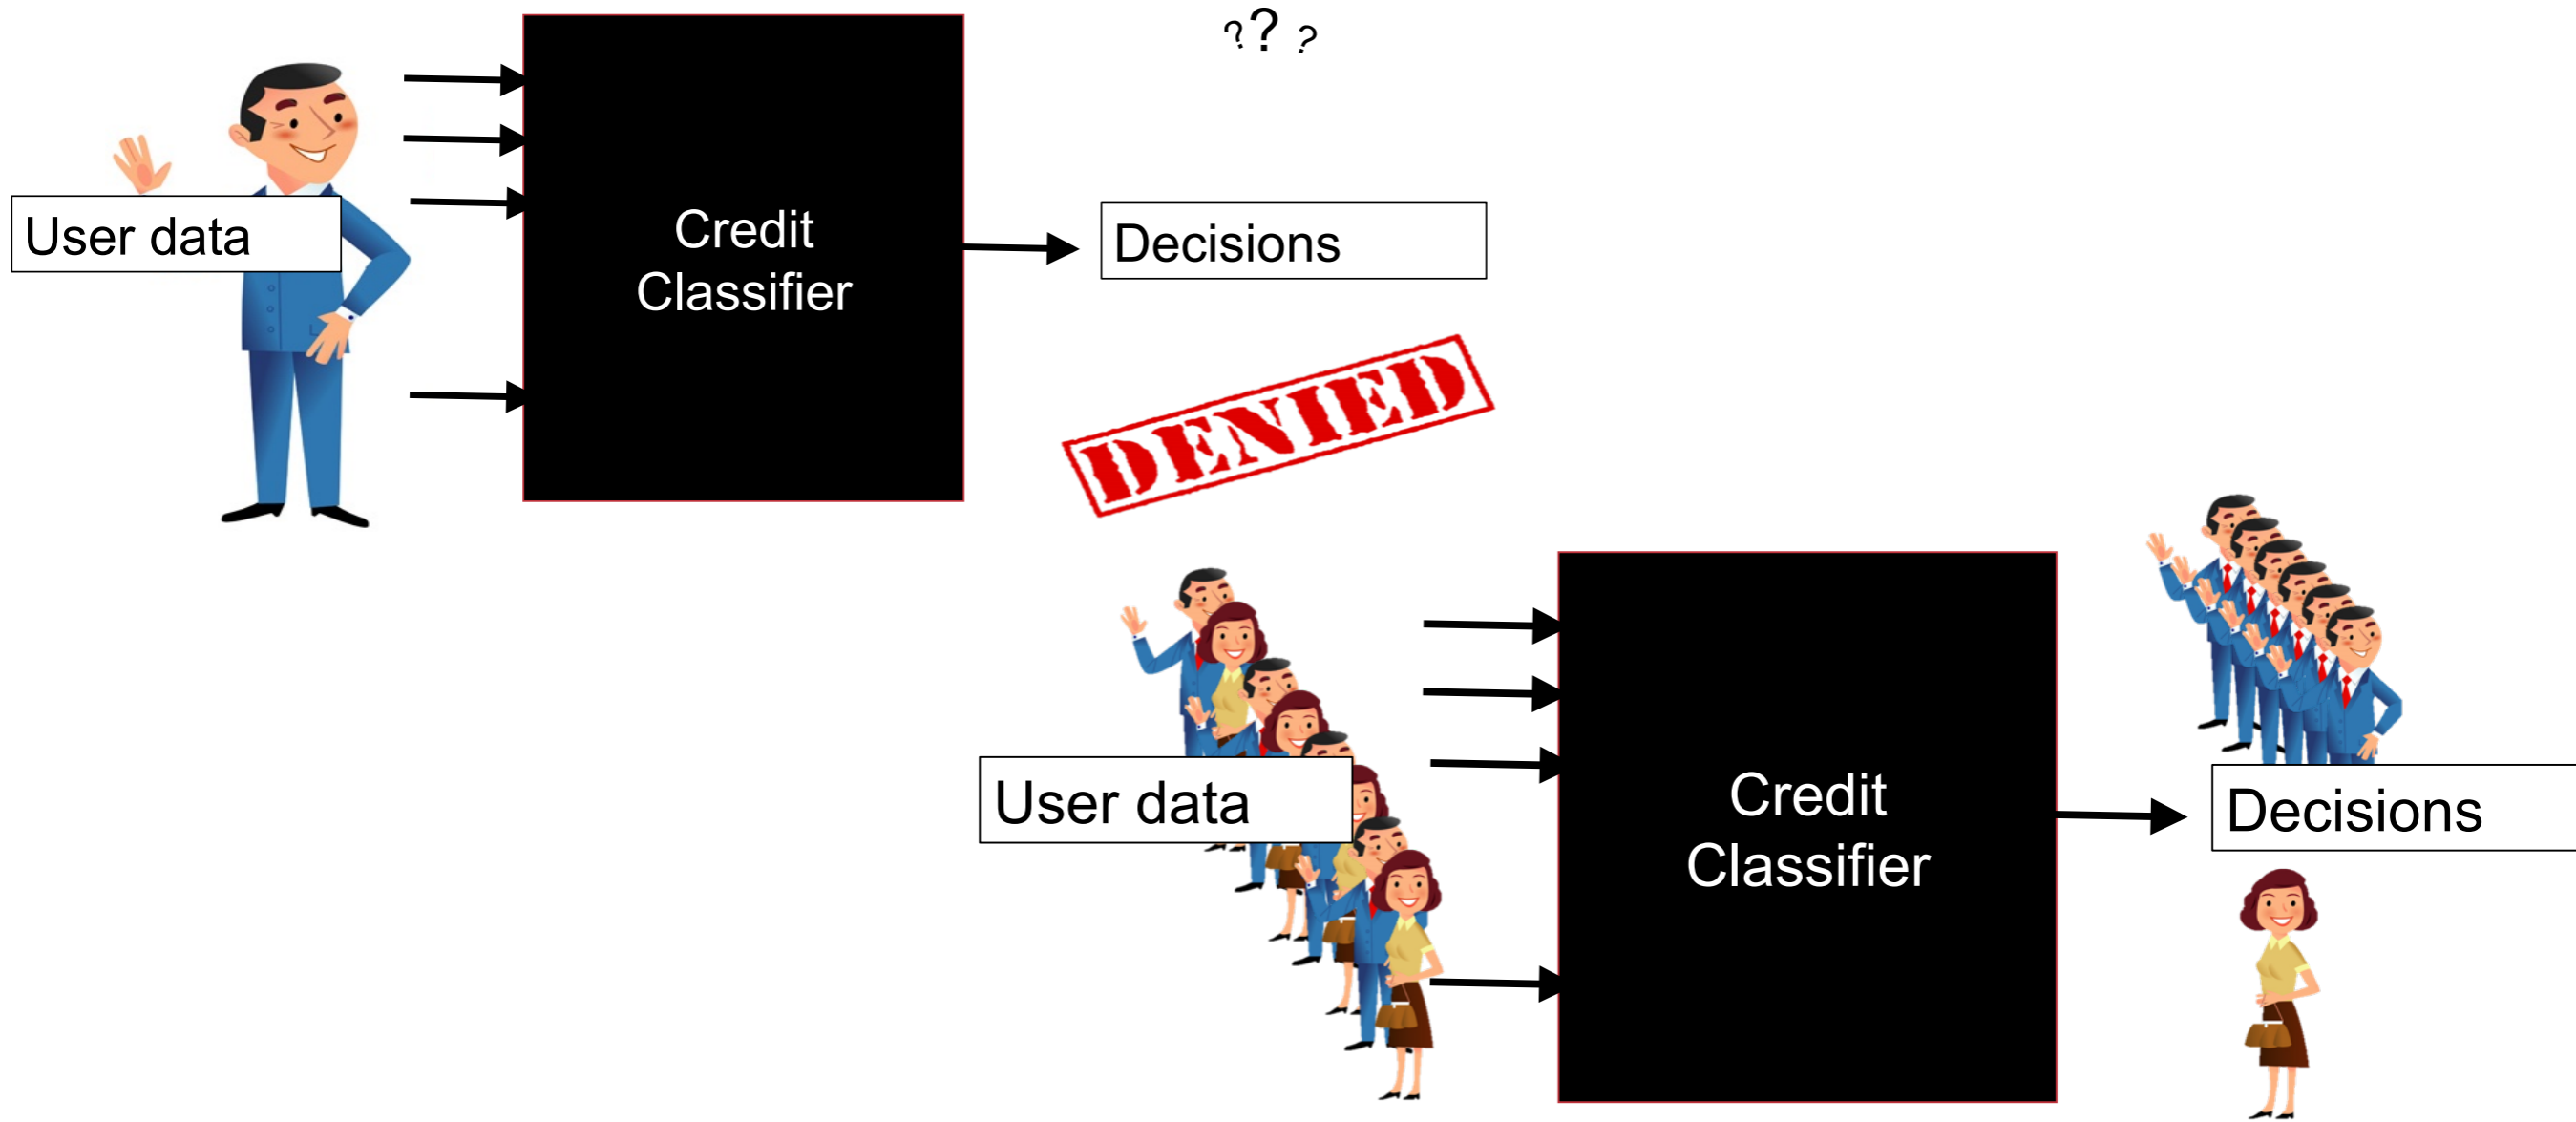 ???
User data
Credit
Classifier
Decisions
DENIED
User data
Credit
Classifier
Decisions